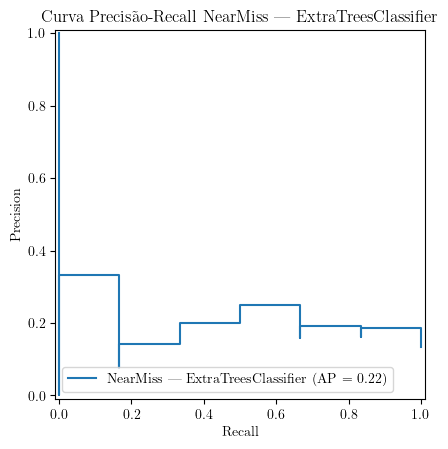 Curva Precisão-Recall NearMiss — ExtraTreesClassifier
1.0
0.8
0.6
0.4
0.2
0.0
Precision
NearMiss — ExtraTreesClassifier (AP = 0.22)
0.0 0.2 0.4 0.6 0.8 1.0
Recall